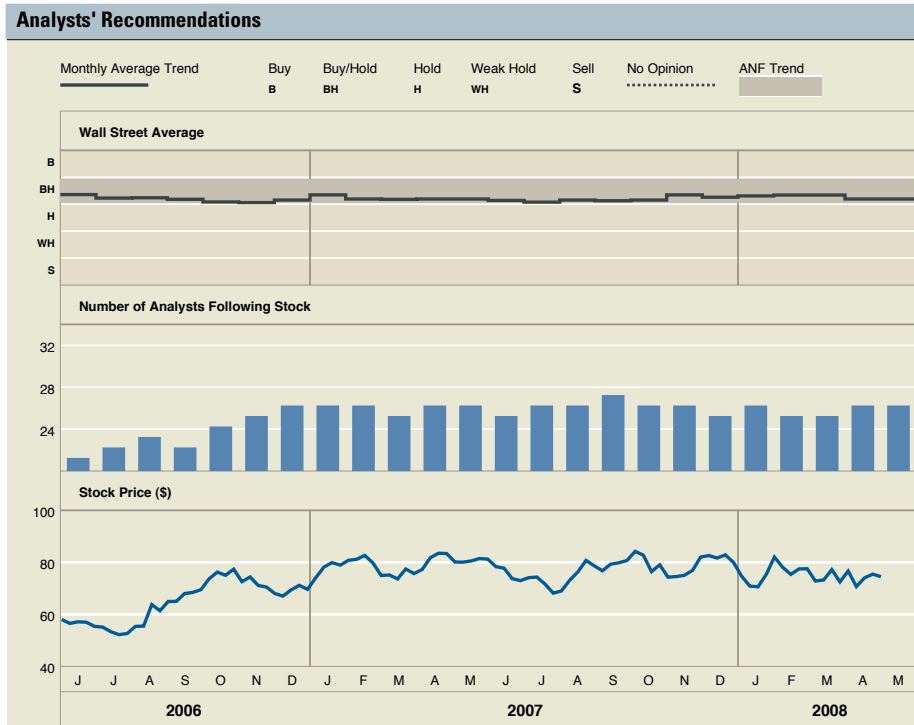 Analysts' Recommendations
Monthly Average Trend Buy Buy/Hold Hold Weak Hold Sell No Opinion ANF Trend
B BH H WH S
Wall Street Average
B
BH
H
WH
S
Number of Analysts Following Stock
32
28
24
Stock Price ($)
100
80
60
40
J J A S O N D J F M A M J J A S O N D J F M A M
2006 2007 2008